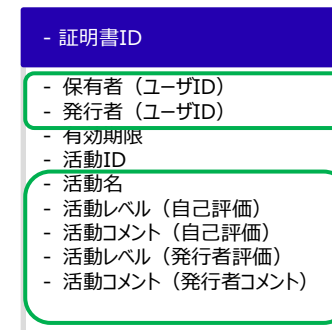 - 証明書ID
- 保有者（ユーザID）
- 発行者（ユーザID）
- 有効期限
- 活動ID
- 活動名
- 活動レベル（自己評価）
- 活動コメント（自己評価）
- 活動レベル（発行者評価）
- 活動コメント（発行者コメント）